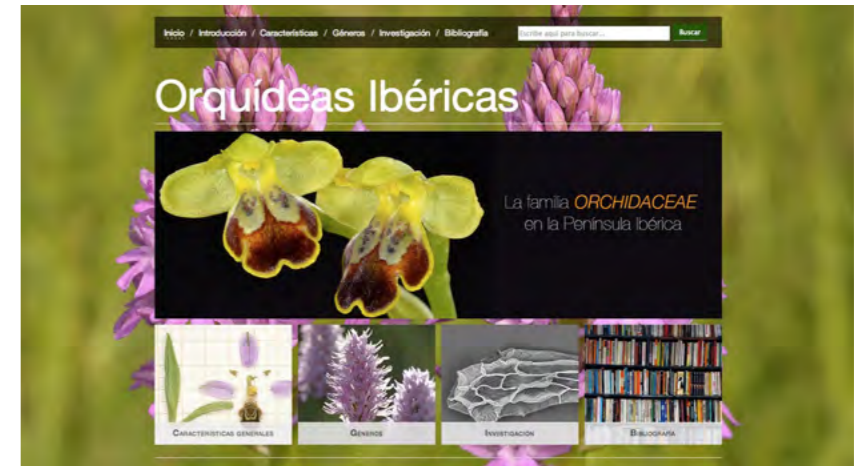 Inicio / Introducción / Características / Géneros / Investigación / Bibliografía
Escribe aquí para buscar...
Buscar
Orquídeas Ibéricas
La familia ORCHIDACEAE
en la Península Ibérica
CARACTERÍSTICAS GENERALES
GÉNEROS
INVESTIGACIÓN
BIBLIOGRAFÍA